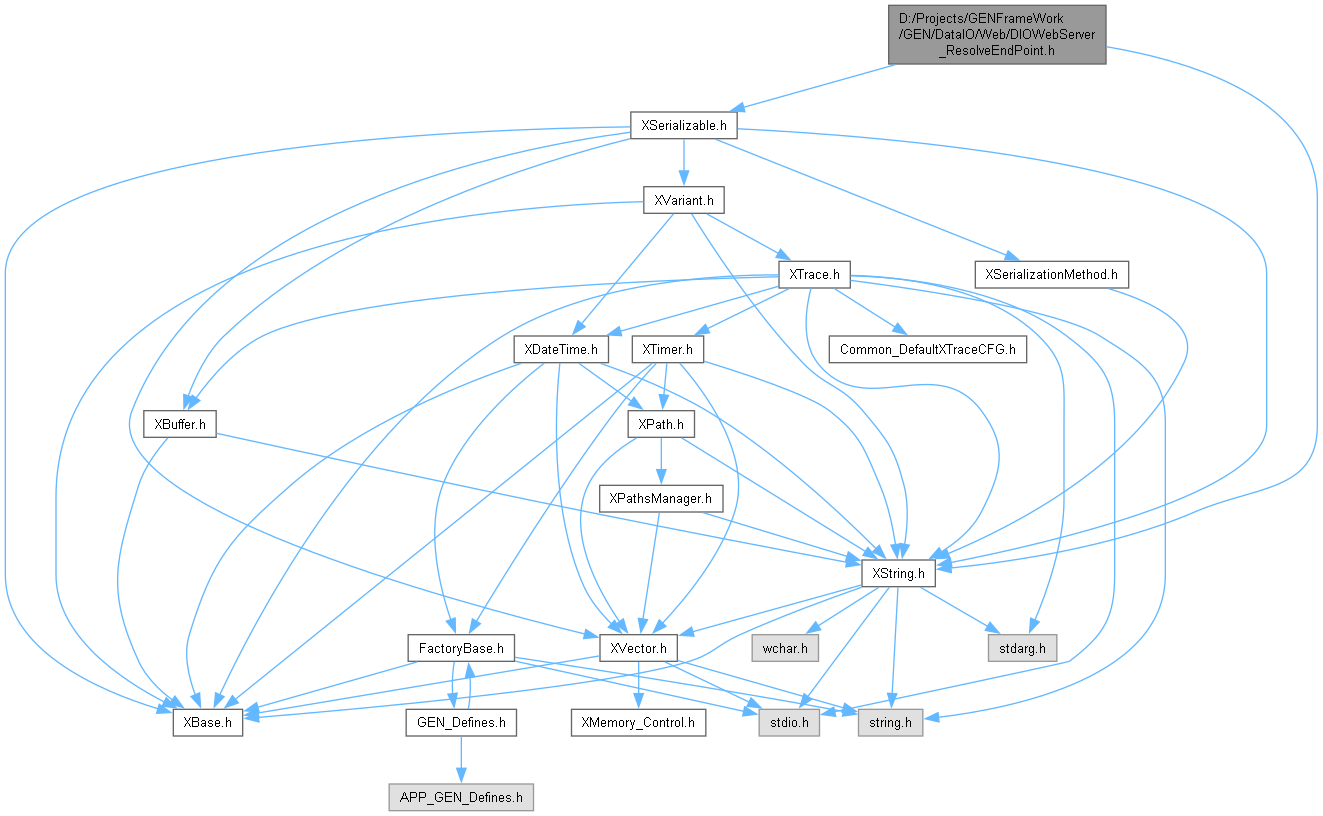 D:/Projects/GENFrameWork
/GEN/DataIO/Web/DIOWebServer
_ResolveEndPoint.h
XSerializable.h
XVariant.h
XTrace.h
XSerializationMethod.h
XDateTime.h
XTimer.h
Common_DefaultXTraceCFG.h
XBuffer.h
XPath.h
XPathsManager.h
XString.h
FactoryBase.h
XVector.h
wchar.h
stdarg.h
XBase.h
GEN_Defines.h
XMemory_Control.h
stdio.h
string.h
APP_GEN_Defines.h